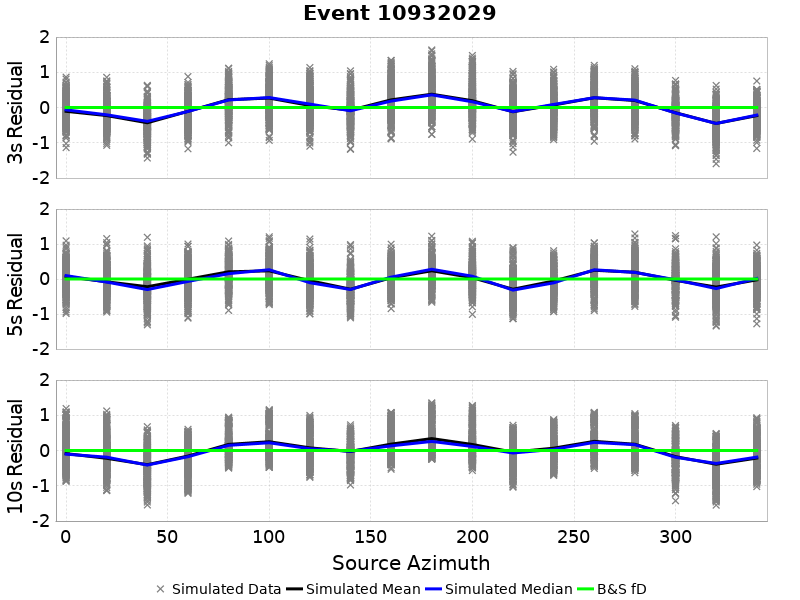 Event 10932029
3s Residual
2
1
0
-1
-2
5s Residual
2
1
0
-1
-2
10s Residual
2
1
0
-1
-2
0 50 100 150 200 250 300
Source Azimuth
Simulated Data Simulated Mean Simulated Median B&S fD